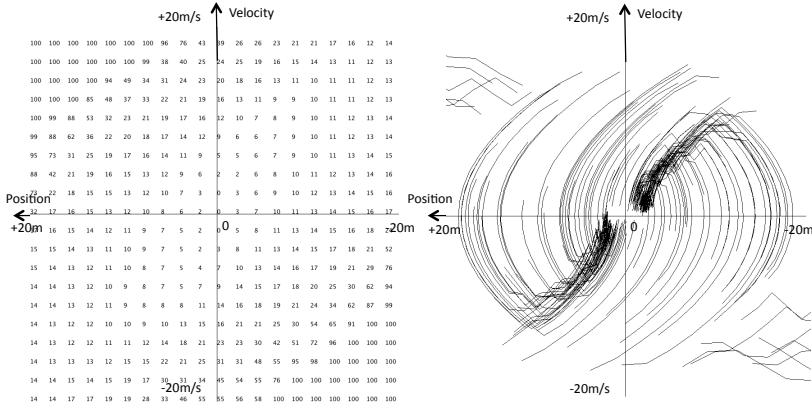 +20m/s Velocity
100 100 100 100 100 100 100 96 76 43 39 26 26 23 21 21 17 16 12 14
100 100 100 100 100 100 99 38 40 25 24 25 19 16 15 14 13 11 12 13
100 100 100 100 94 49 34 31 24 23 20 18 16 13 11 10 11 11 12 13
100 100 100 85 48 37 33 22 21 19 16 13 11 9 9 10 11 11 12 13
100 99 88 53 32 23 21 19 17 16 12 10 7 8 9 10 11 12 13 14
99 88 62 36 22 20 18 17 14 12 9 6 6 7 9 10 11 12 13 14
95 73 31 25 19 17 16 14 11 9 5 5 6 7 9 10 11 13 14 15
88 42 21 19 16 15 13 12 9 6 2 2 6 8 10 11 12 13 14 16
Position
73 22 18 15 15 13 12 10 7 3 0 3 6 9 10 12 13 14 15 16
32 17 16 15 13 12 10 8 6 2 0 3 7 10 11 13 14 15 16 17
+20m 0 -20m
16 15 14 12 11 9 7 5 2 0 5 8 11 12 14 15 16 18
15 15 14 13 11 10 9 7 5 2 3 8 11 13 14 15 17 18 21 52
15 14 13 12 11 10 8 7 5 4 7 10 13 14 16 17 19 21 29 76
14 14 13 12 10 9 8 7 5 7 9 14 15 17 18 20 25 30 62 94
14 14 13 12 11 9 8 8 8 11 14 16 18 19 21 24 34 62 87 99
14 13 12 12 10 10 9 10 13 15 16 21 21 25 30 54 65 91 100 100
14 13 12 12 11 11 12 14 18 21 23 23 30 42 51 72 96 100 100 100
14 13 13 13 12 15 15 22 21 25 31 31 48 55 95 98 100 100 100 100
14 14 15 14 15 19 17 30 31 34 45 54 55 76 100 100 100 100 100 100
-20m/s
14 14 17 17 19 19 28 33 46 55 55 56 58 100 100 100 100 100 100 100
+20m/s Velocity
Position
+20m 0 -20m
-20m/s